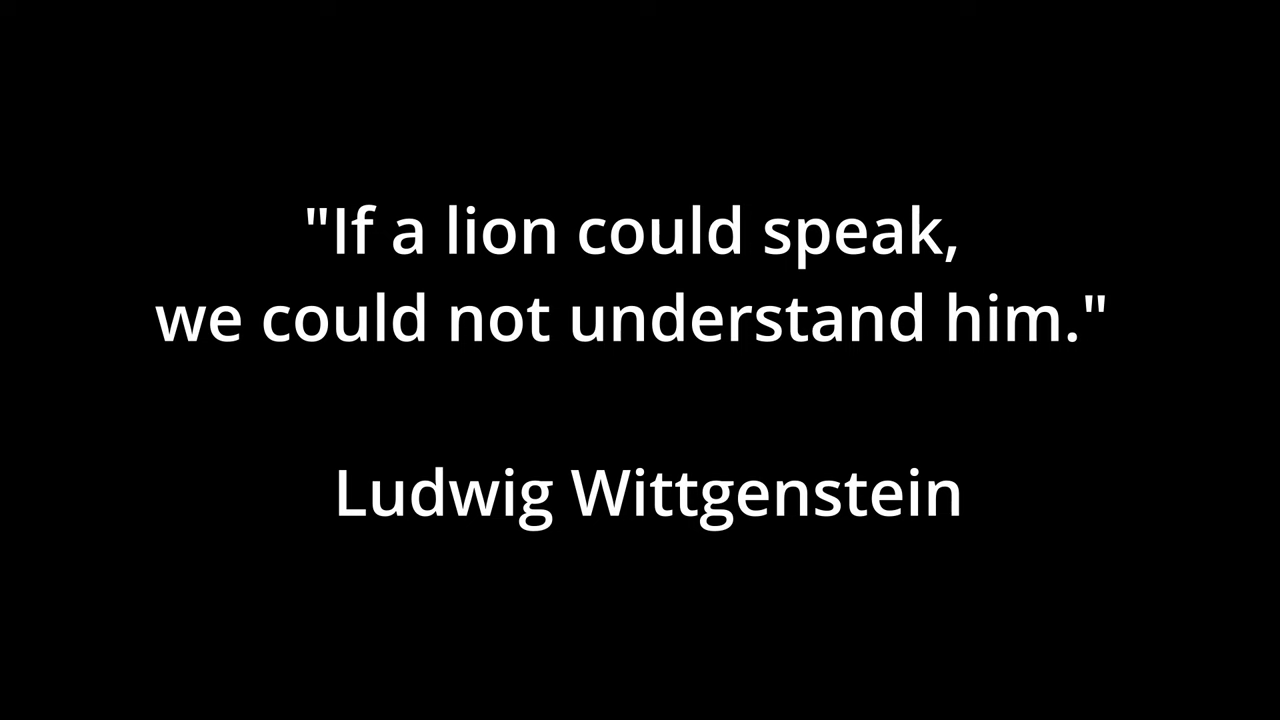 "If a lion could speak,
we could not understand him."
Ludwig Wittgenstein